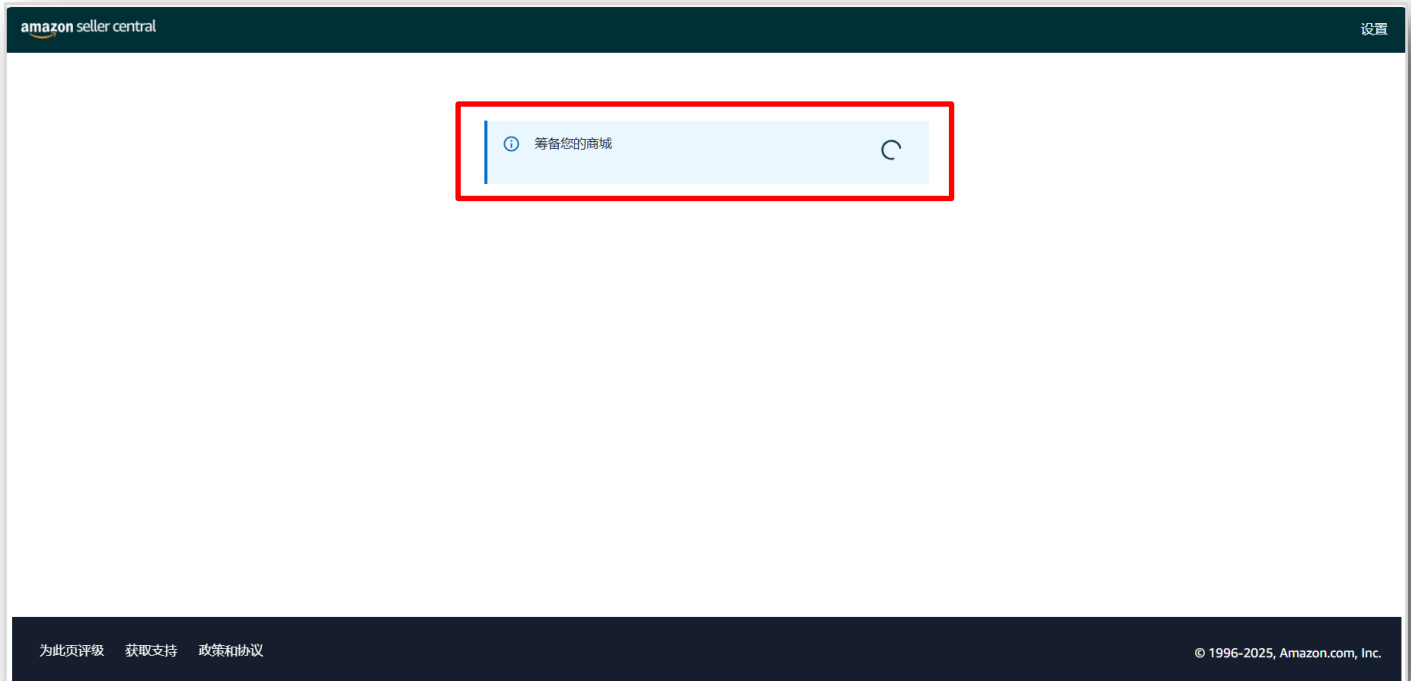 amazon seller central
设置
筹备您的商城
为此页评级 获取支持 政策和协议
© 1996-2025, Amazon.com, Inc.